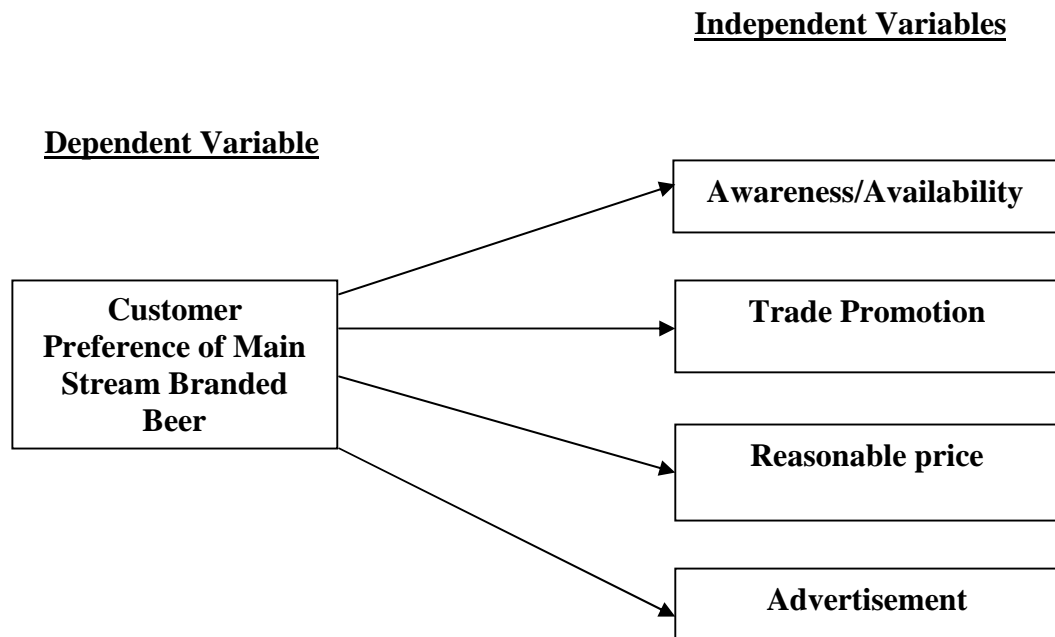 Independent Variables
Dependent Variable
Awareness/Availability
Customer
Preference of Main
Stream Branded
Beer
Trade Promotion
Reasonable price
Advertisement